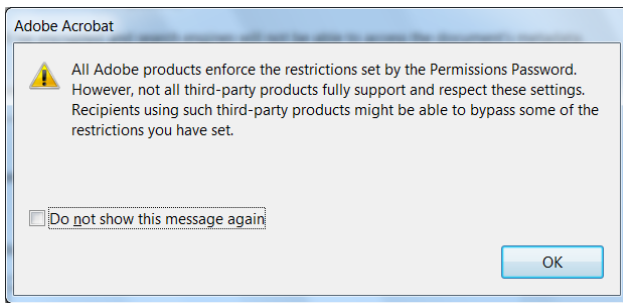 Adobe Acrobat
All Adobe products enforce the restrictions set by the Permissions Password.
However, not all third-party products fully support and respect these settings.
Recipients using such third-party products might be able to bypass some of the
restrictions you have set.
Do not show this message again
OK